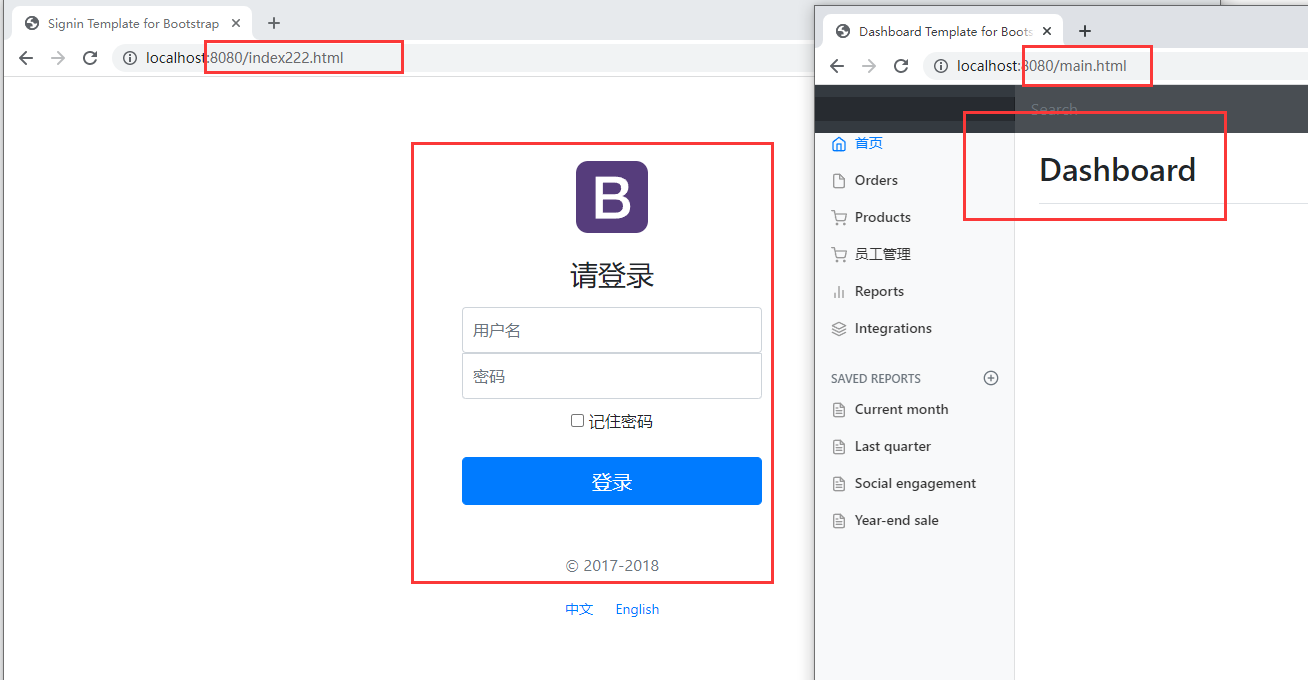 Signin Template for Bootstrap
localhost:8080/index222.html
B
请登录
用户名
密码
记住密码
登录
© 2017-2018
中文 English
Dashboard Template for Boots
localhost:8080/main.html
Search
首页
Orders
Products
员工管理
Reports
Integrations
SAVED REPORTS
Current month
Last quarter
Social engagement
Year-end sale
Dashboard